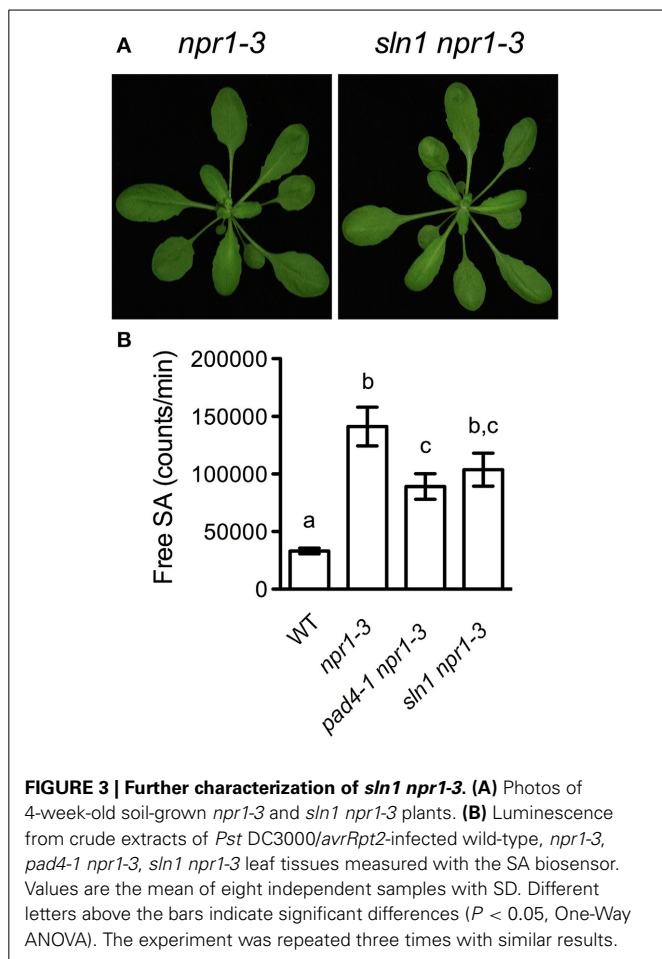 A npr1-3 sln1 npr1-3
B
Free SA (counts/min)
200000
150000
100000
50000
0
a
b
c
b,c
WT
npr1-3
pad4-1 npr1-3
sln1 npr1-3
FIGURE 3 | Further characterization of sln1 npr1-3. (A) Photos of
4-week-old soil-grown npr1-3 and sln1 npr1-3 plants. (B) Luminescence
from crude extracts of Pst DC3000/avrRpt2-infected wild-type, npr1-3,
pad4-1 npr1-3, sln1 npr1-3 leaf tissues measured with the SA biosensor.
Values are the mean of eight independent samples with SD. Different
letters above the bars indicate significant differences (P < 0.05, One-Way
ANOVA). The experiment was repeated three times with similar results.